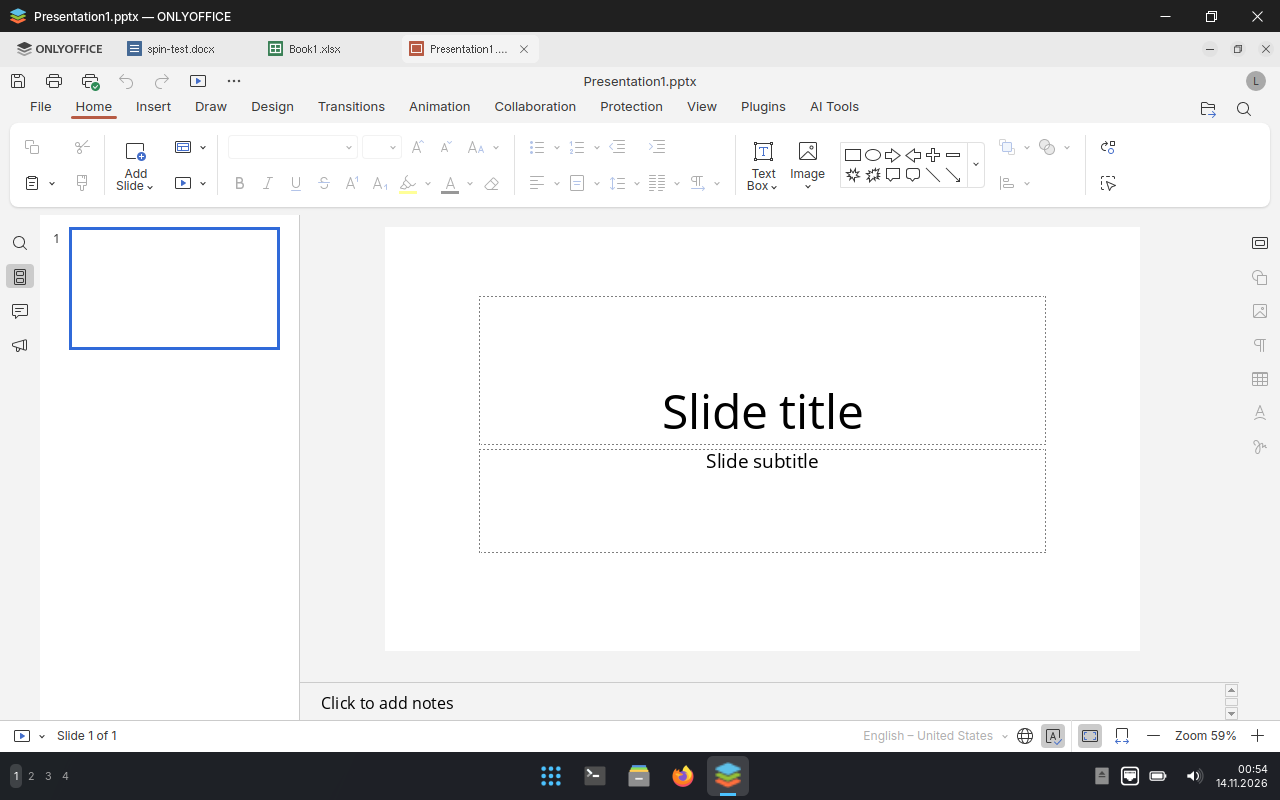 Presentation1.pptx — ONLYOFFICE
ONLYOFFICE
spin-test.docx
Book1.xlsx
Presentation1....
Presentation1.pptx
L
File
Home
Insert
Draw
Design
Transitions
Animation
Collaboration
Protection
View
Plugins
AI Tools
Add
Slide
Text
Box
Image
1
Slide title
Slide subtitle
Click to add notes
Slide 1 of 1
English – United States
Zoom 59%
1 2 3 4
00:54
14.11.2026